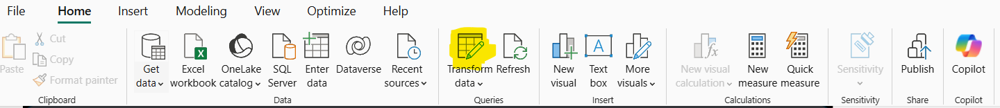 File Home Insert Modeling View Optimize Help
Paste
Cut
Copy
Format painter
Clipboard
Get data
Excel workbook
OneLake catalog
SQL Server
Enter data
Dataverse
Recent sources
Data
Transform data
Refresh
Queries
New visual
A
Text box
More visuals
Insert
fx
New visual calculation
New measure
Quick measure
Calculations
Sensitivity
Sensitivity
Publish
Share
Copilot
Copilot